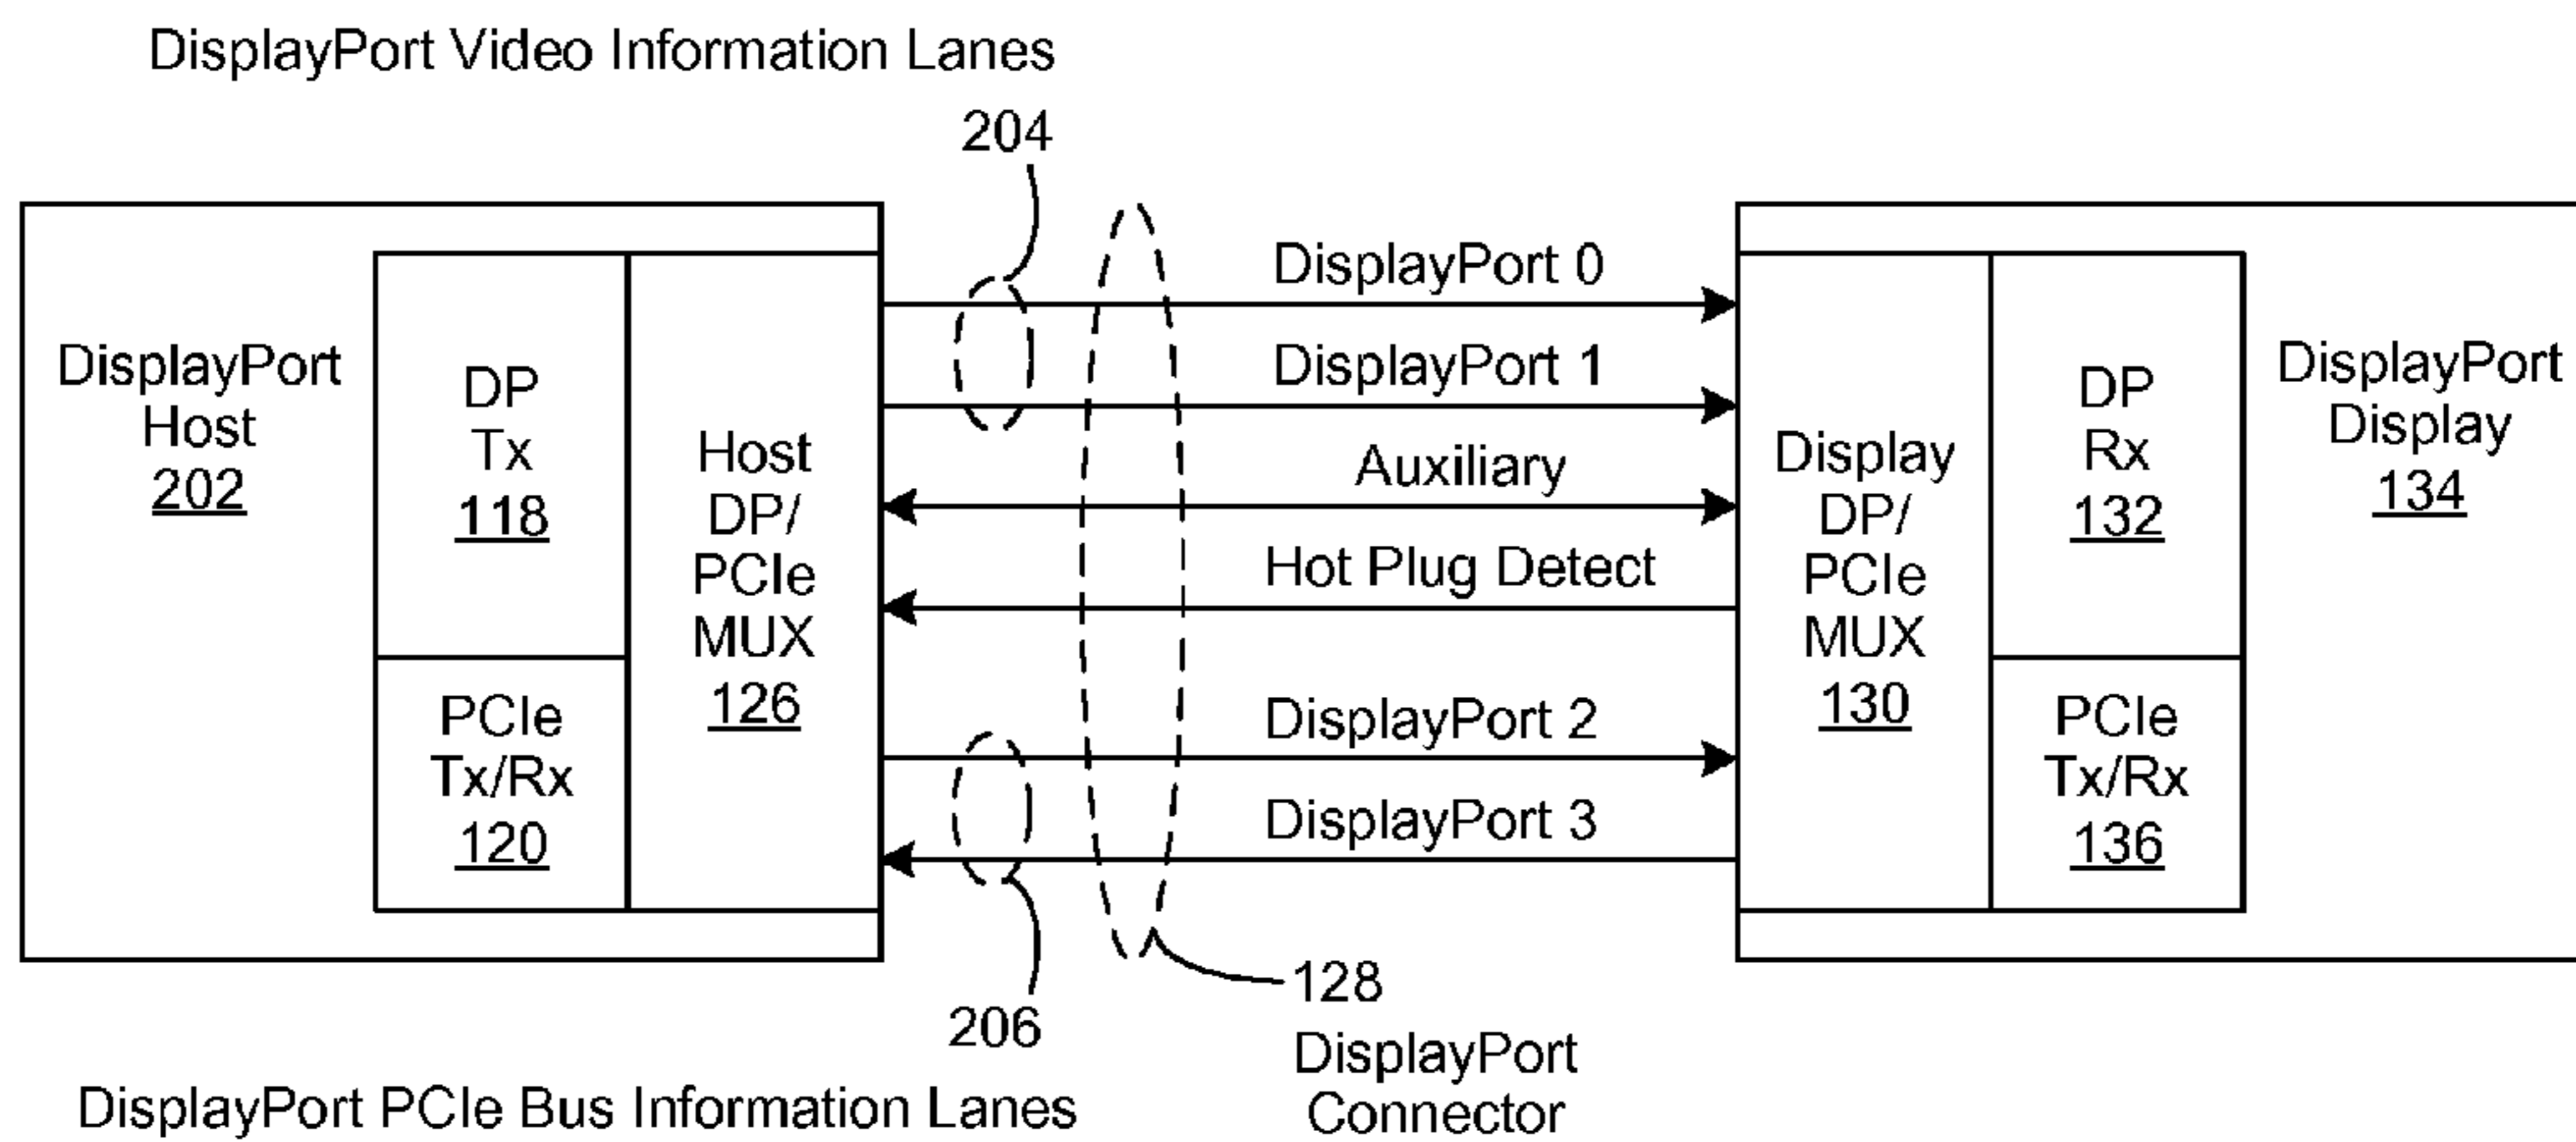 DisplayPort Video Information Lanes
204
DisplayPort
Host
202
DP
Tx
118
PCIe
Tx/Rx
120
Host
DP/
PCIe
MUX
126
DisplayPort 0
DisplayPort 1
Auxiliary
Hot Plug Detect
DisplayPort 2
DisplayPort 3
Display
DP/
PCIe
MUX
130
DP
Rx
132
PCIe
Tx/Rx
136
DisplayPort
Display
134
206
128
DisplayPort
Connector
DisplayPort PCIe Bus Information Lanes